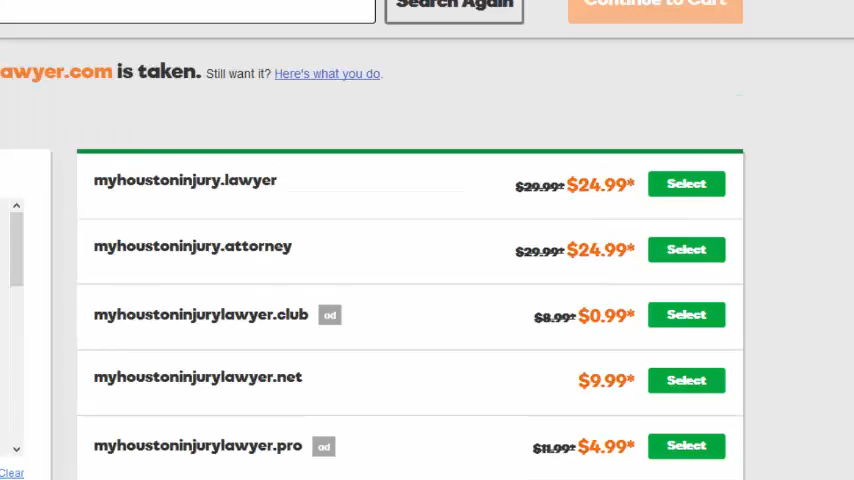 Search Again Continue to Cart
awyer.com is taken. Still want it? Here's what you do.
myhoustoninjury.lawyer $29.99† $24.99* Select
myhoustoninjury.attorney $29.99† $24.99* Select
myhoustoninjurylawyer.club ad $8.99† $0.99* Select
myhoustoninjurylawyer.net $9.99* Select
myhoustoninjurylawyer.pro ad $11.99† $4.99* Select
Clear